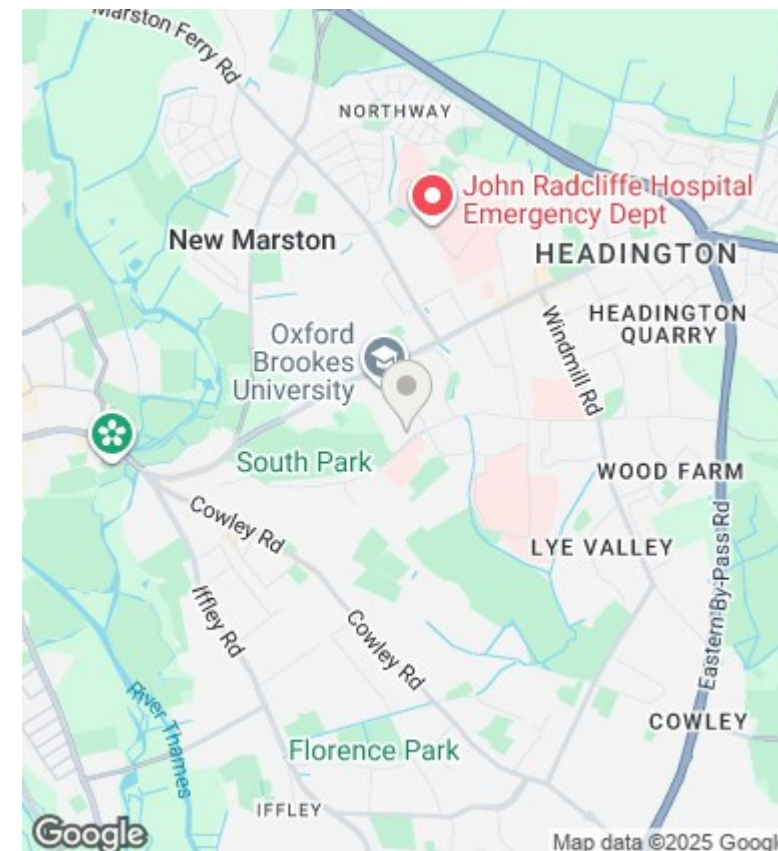 Marston Ferry Rd
NORTHWAY
John Radcliffe Hospital
Emergency Dept
New Marston
HEADINGTON
HEADINGTON
QUARRY
Oxford
Brookes
University
Windmill Rd
South Park
WOOD FARM
Cowley Rd
LYE VALLEY
Eastern By-Pass Rd
Iffley Rd
Cowley Rd
River Thames
COWLEY
Florence Park
IFFLEY
Google
Map data ©2025 Googl